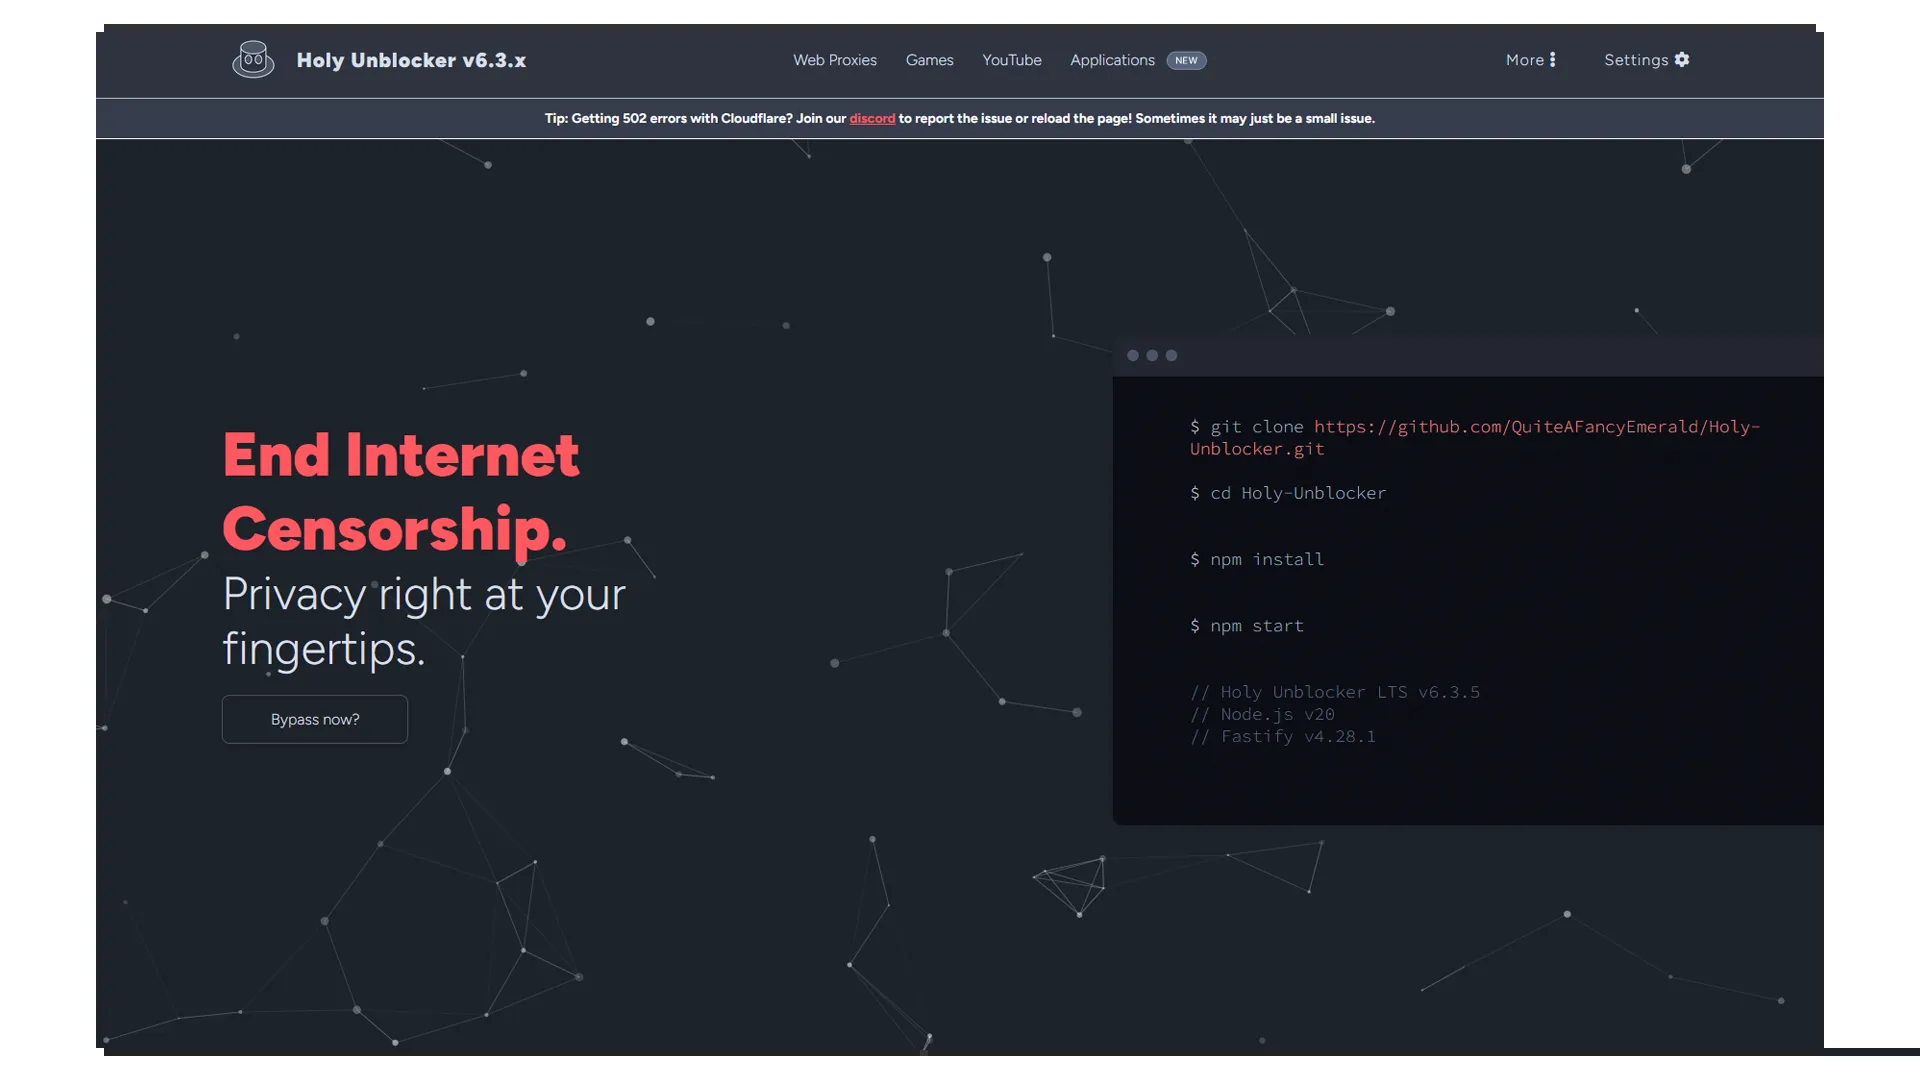 Holy Unblocker v6.3.x
Web Proxies Games YouTube Applications NEW
More Settings
Tip: Getting 502 errors with Cloudflare? Join our discord to report the issue or reload the page! Sometimes it may just be a small issue.
End Internet
Censorship.
Privacy right at your
fingertips.
Bypass now?
$ git clone https://github.com/QuiteAFancyEmerald/Holy-
Unblocker.git
$ cd Holy-Unblocker
$ npm install
$ npm start
// Holy Unblocker LTS v6.3.5
// Node.js v20
// Fastify v4.28.1